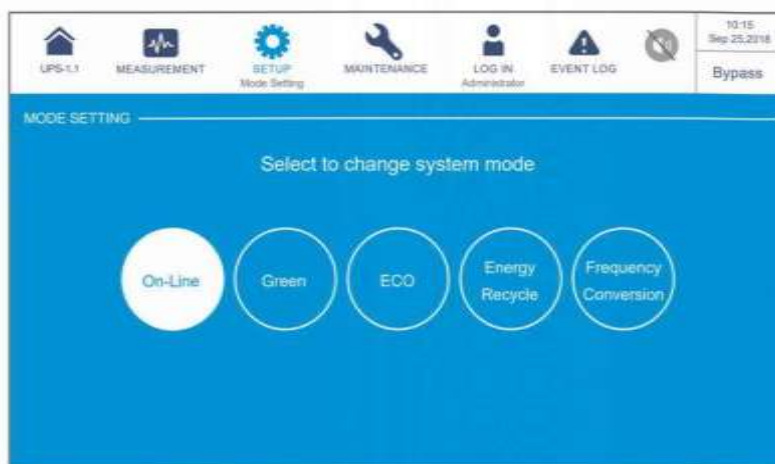 UPS-1.1
MEASUREMENT
SETUP
Mode Setting
MAINTENANCE
LOG IN
Administrator
EVENT LOG
10:15
Sep 25,2018
Bypass
MODE SETTING
Select to change system mode
On-Line
Green
ECO
Energy
Recycle
Frequency
Conversion